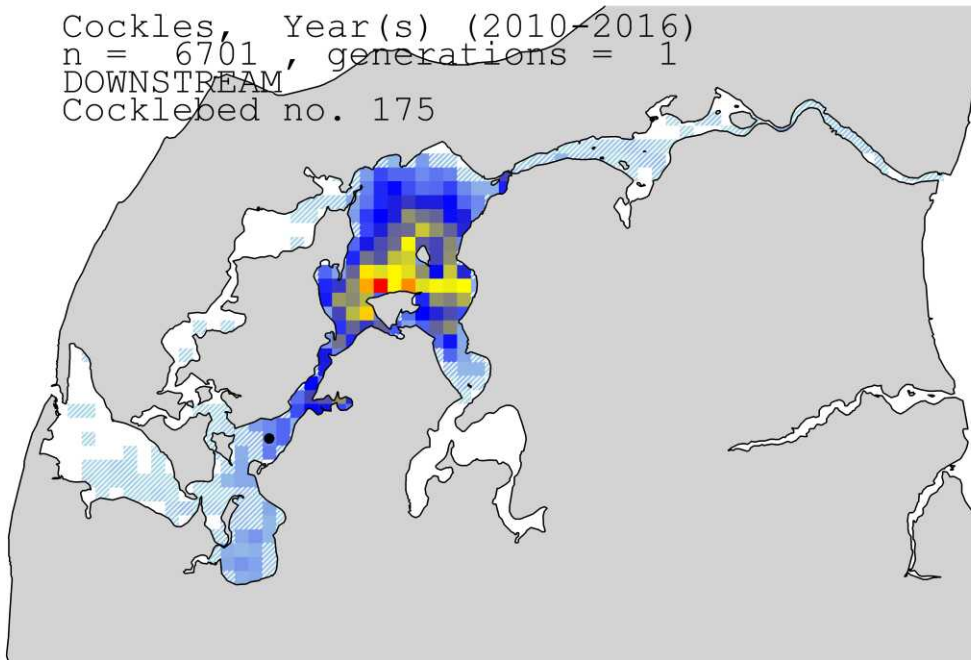 Cockles, Year(s) (2010-2016)
n = 6701 , generations = 1
DOWNSTREAM
Cocklebed no. 175